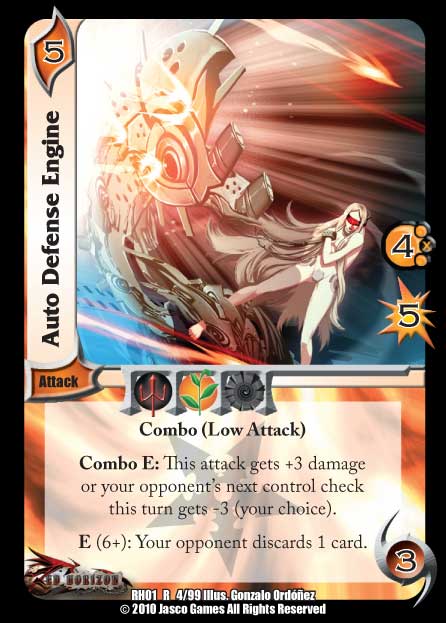 5
Auto Defense Engine
4
5
Attack
Combo (Low Attack)
Combo E: This attack gets +3 damage
or your opponent's next control check
this turn gets -3 (your choice).
E (6+): Your opponent discards 1 card.
3
RED HORIZON
RH01 R 4/99 Illus. Gonzalo Ordóñez
© 2010 Jasco Games All Rights Reserved